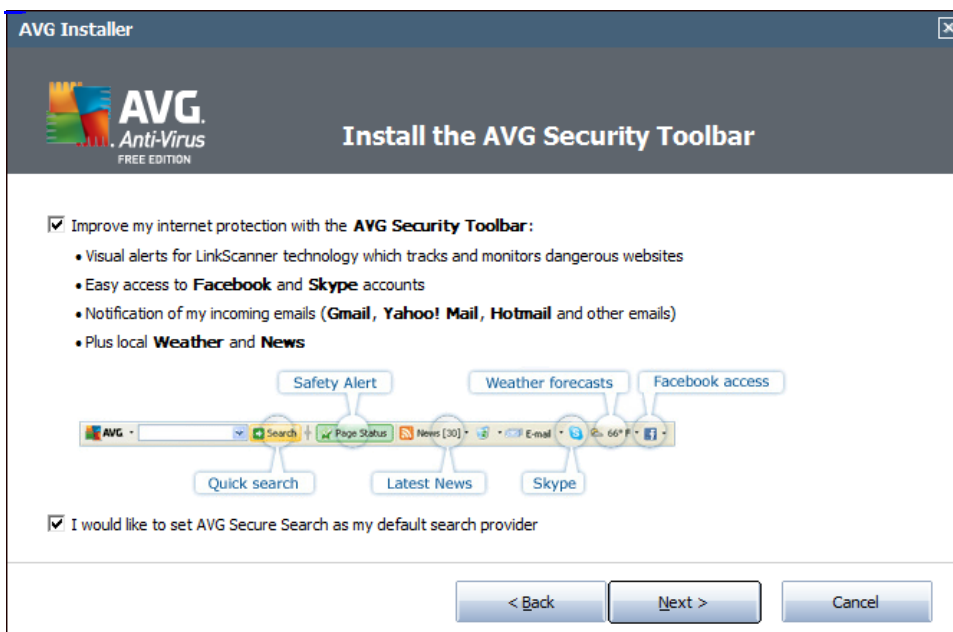 AVG Installer
AVG.
Anti-Virus
FREE EDITION
Install the AVG Security Toolbar
Improve my internet protection with the AVG Security Toolbar:
• Visual alerts for LinkScanner technology which tracks and monitors dangerous websites
• Easy access to Facebook and Skype accounts
• Notification of my incoming emails (Gmail, Yahoo! Mail, Hotmail and other emails)
• Plus local Weather and News
Safety Alert
Weather forecasts
Facebook access
AVG Search Page Status News [30] E-mail 66° F
Quick search
Latest News
Skype
I would like to set AVG Secure Search as my default search provider
< Back
Next >
Cancel